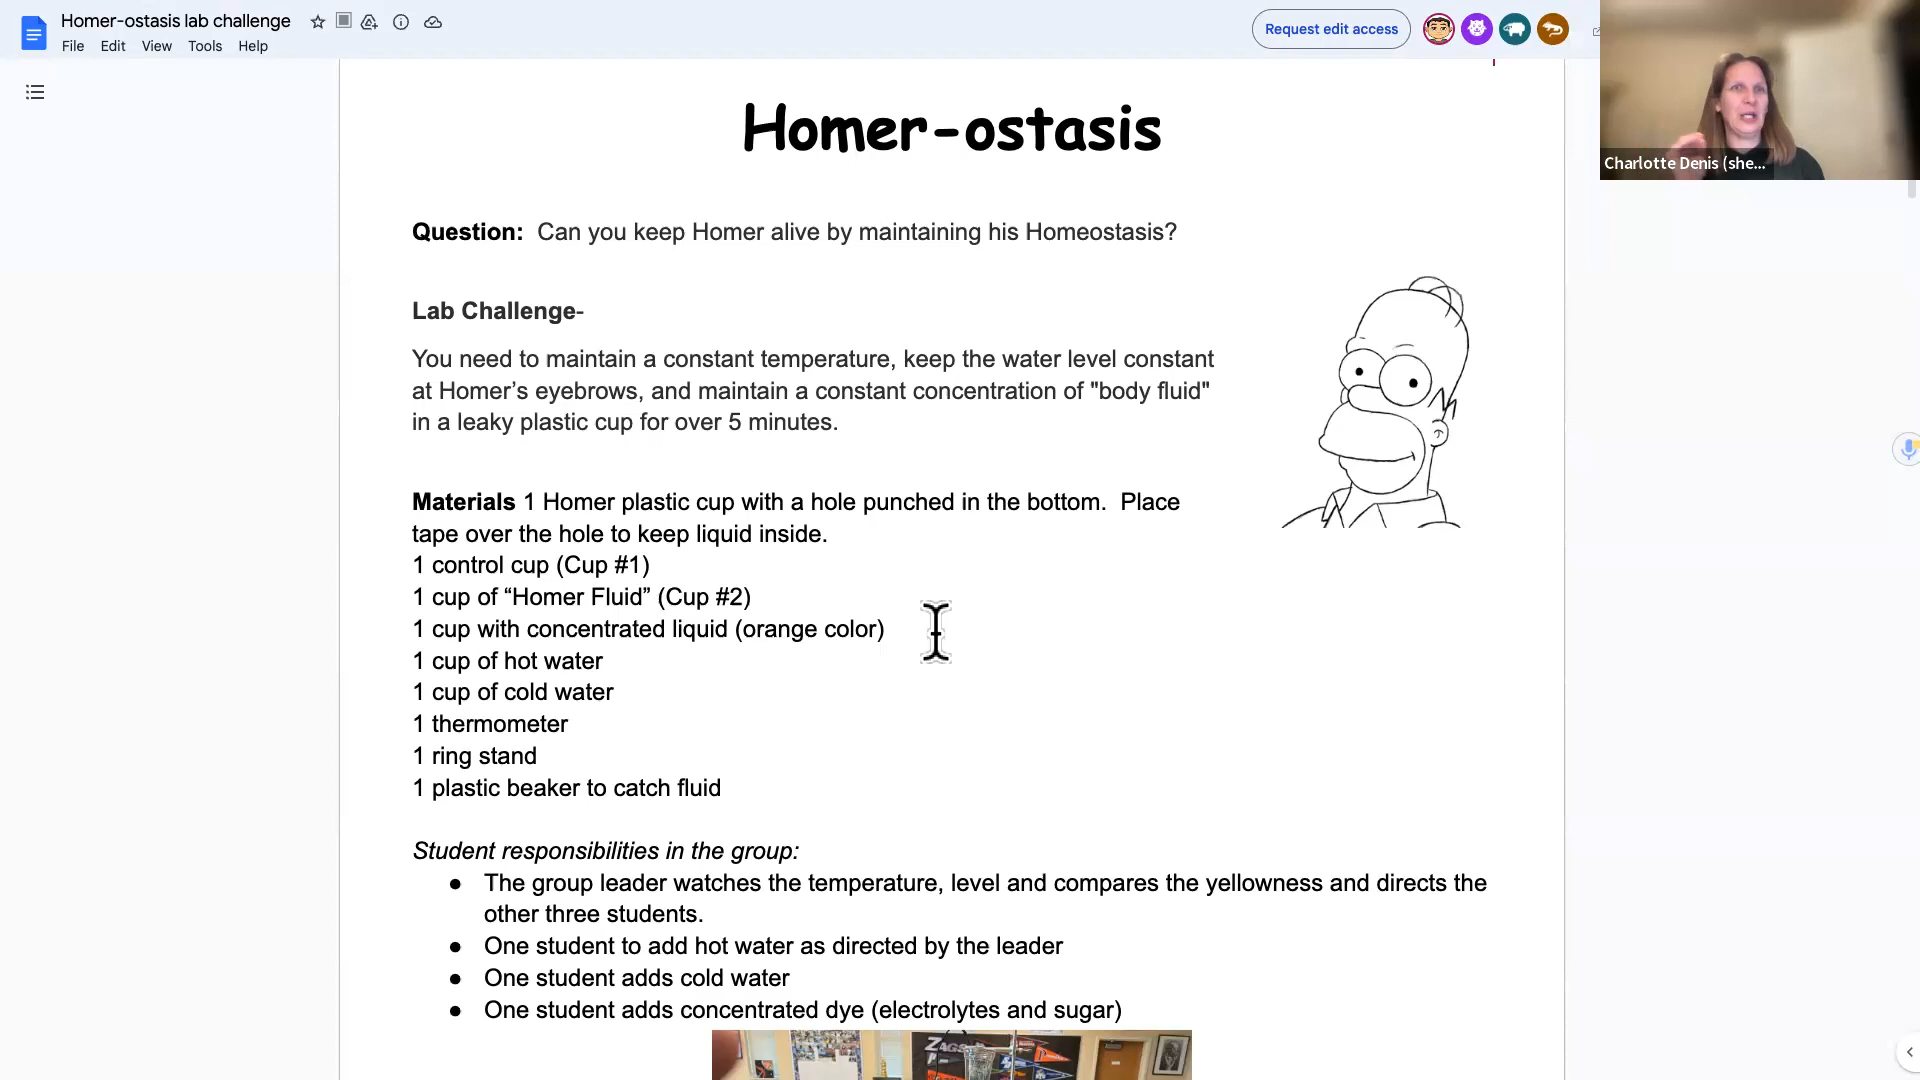 Homer-ostasis lab challenge
File Edit View Tools Help
Request edit access
Charlotte Denis (she...
Homer-ostasis
Question: Can you keep Homer alive by maintaining his Homeostasis?
Lab Challenge-
You need to maintain a constant temperature, keep the water level constant
at Homer’s eyebrows, and maintain a constant concentration of "body fluid"
in a leaky plastic cup for over 5 minutes.
Materials 1 Homer plastic cup with a hole punched in the bottom. Place
tape over the hole to keep liquid inside.
1 control cup (Cup #1)
1 cup of “Homer Fluid” (Cup #2)
1 cup with concentrated liquid (orange color)
1 cup of hot water
1 cup of cold water
1 thermometer
1 ring stand
1 plastic beaker to catch fluid
Student responsibilities in the group:
● The group leader watches the temperature, level and compares the yellowness and directs the
other three students.
● One student to add hot water as directed by the leader
● One student adds cold water
● One student adds concentrated dye (electrolytes and sugar)
ZAGS